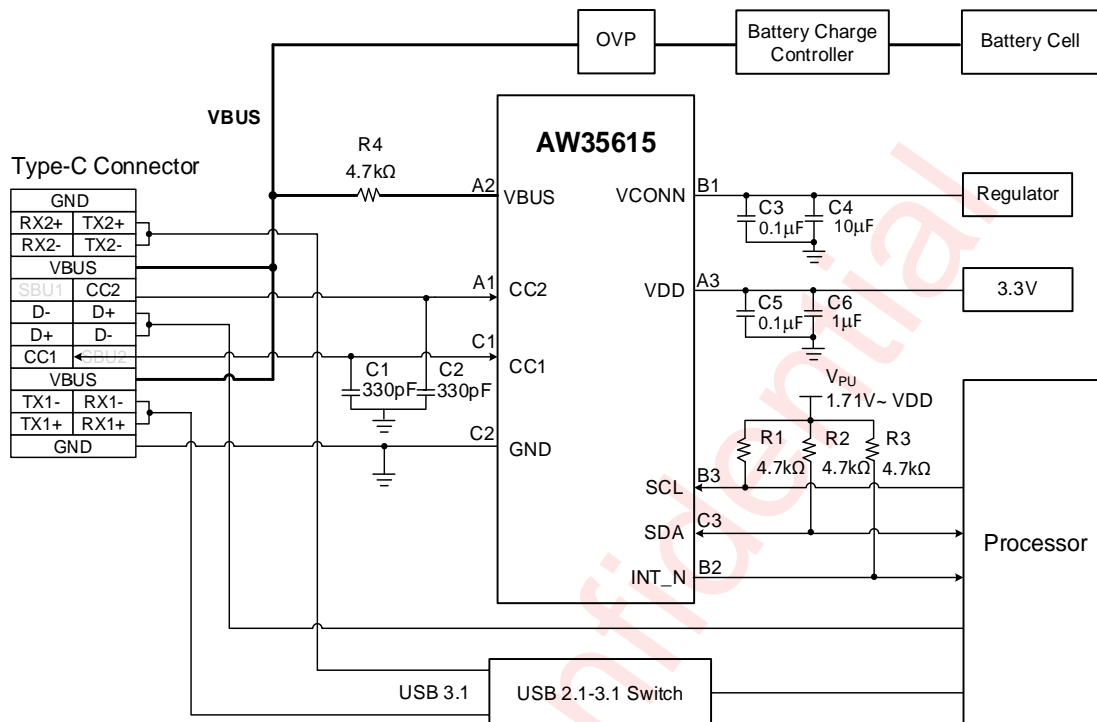 OVP
Battery Charge
Controller
Battery Cell
VBUS
AW35615
R4
4.7kΩ
A2
VBUS
VCONN
B1
Regulator
C3
0.1μF
C4
10μF
Type-C Connector
GND
RX2+ TX2+
RX2- TX2-
VBUS
SBU1 CC2
D- D+
D+ D-
CC1 SBU2
VBUS
TX1- RX1-
TX1+ RX1+
GND
A1
CC2
VDD
A3
3.3V
C5
0.1μF
C6
1μF
C1
CC1
C1
330pF
C2
330pF
VPU
1.71V~ VDD
C2
GND
R1
4.7kΩ
R2
4.7kΩ
R3
4.7kΩ
SCL
B3
SDA
C3
INT_N
B2
Processor
USB 3.1
USB 2.1-3.1 Switch
nfidential